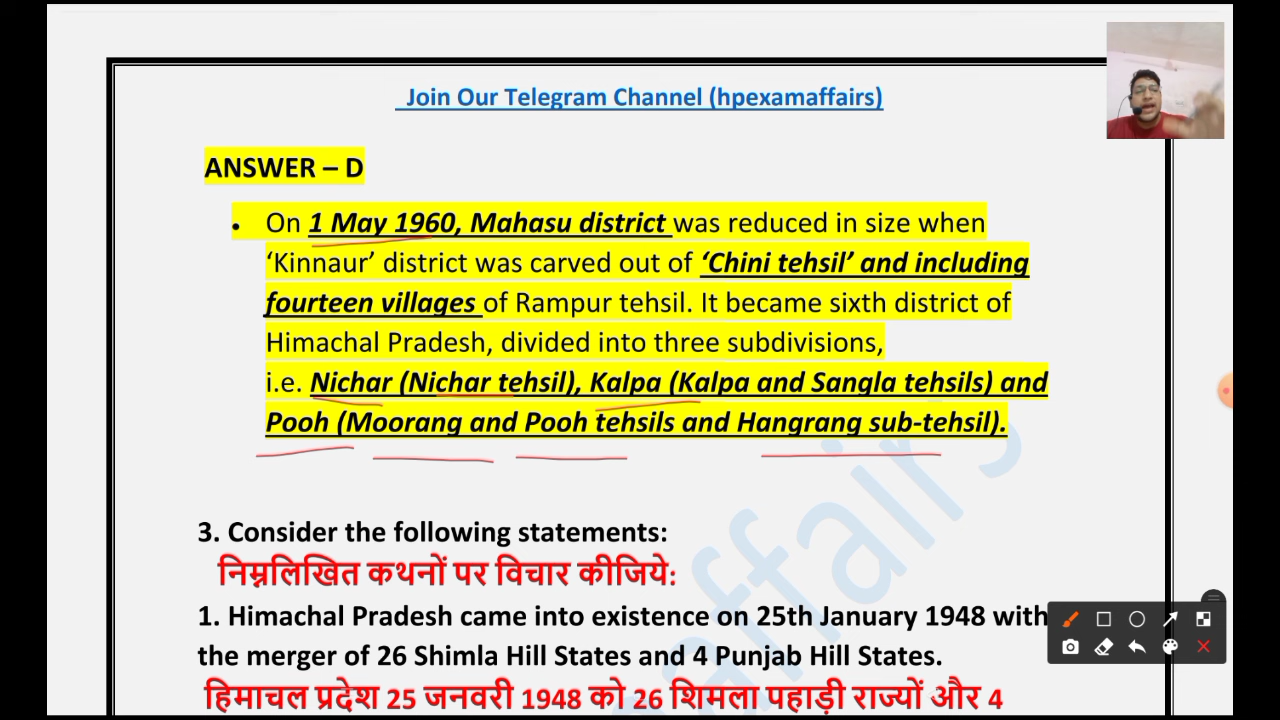 Join Our Telegram Channel (hpexamaffairs)
ANSWER – D
• On 1 May 1960, Mahasu district was reduced in size when
‘Kinnaur’ district was carved out of ‘Chini tehsil’ and including
fourteen villages of Rampur tehsil. It became sixth district of
Himachal Pradesh, divided into three subdivisions,
i.e. Nichar (Nichar tehsil), Kalpa (Kalpa and Sangla tehsils) and
Pooh (Moorang and Pooh tehsils and Hangrang sub-tehsil).
3. Consider the following statements:
निम्नलिखित कथनों पर विचार कीजिये:
1. Himachal Pradesh came into existence on 25th January 1948 with
the merger of 26 Shimla Hill States and 4 Punjab Hill States.
हिमाचल प्रदेश 25 जनवरी 1948 को 26 शिमला पहाड़ी राज्यों और 4